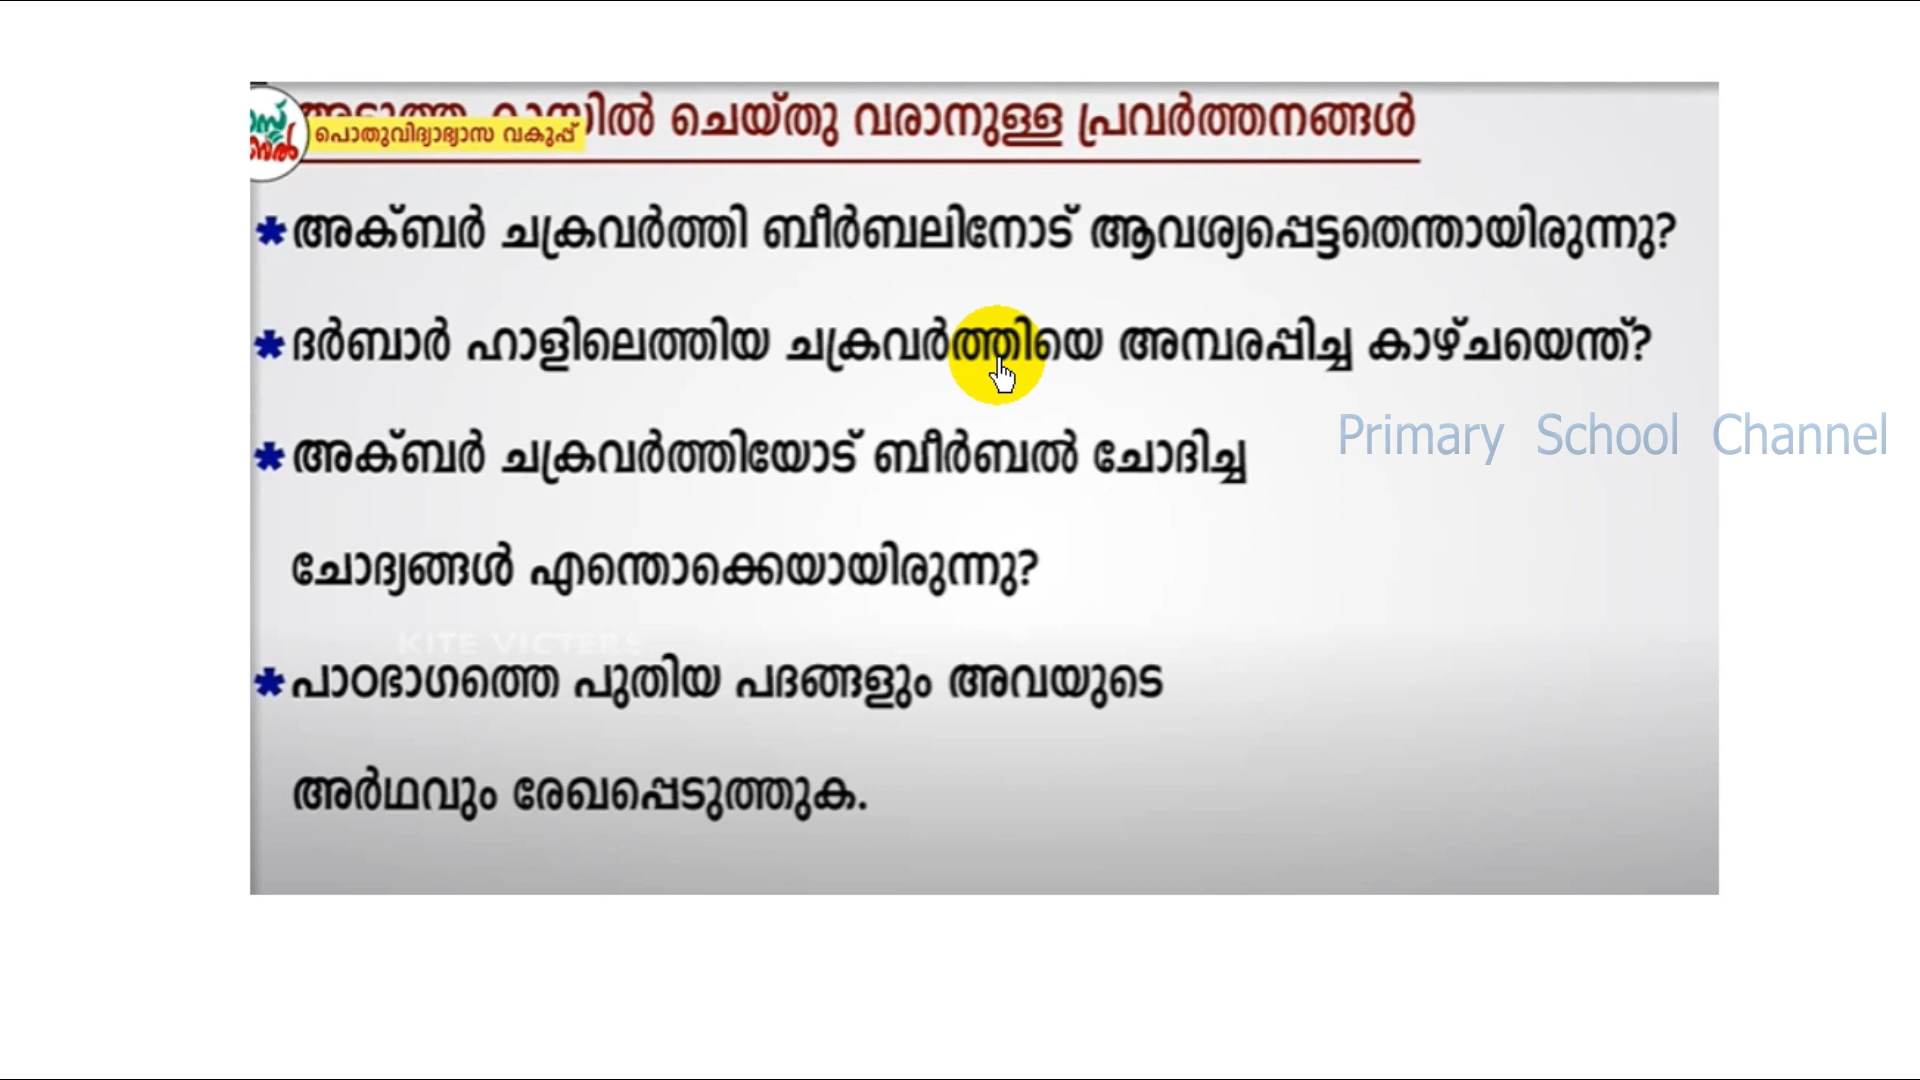 ചെയ്തു വരാനുള്ള പ്രവർത്തനങ്ങൾ
പൊതുവിദ്യാഭ്യാസ വകുപ്പ്
*അക്ബർ ചക്രവർത്തി ബീർബലിനോട് ആവശ്യപ്പെട്ടതെന്തായിരുന്നു?
*ദർബാർ ഹാളിലെത്തിയ ചക്രവർത്തിയെ അമ്പരപ്പിച്ച കാഴ്ചയെന്ത്?
Primary School Channel
*അക്ബർ ചക്രവർത്തിയോട് ബീർബൽ ചോദിച്ച
ചോദ്യങ്ങൾ എന്തൊക്കെയായിരുന്നു?
KITE VICTERS
*പാഠഭാഗത്തെ പുതിയ പദങ്ങളും അവയുടെ
അർഥവും രേഖപ്പെടുത്തുക.